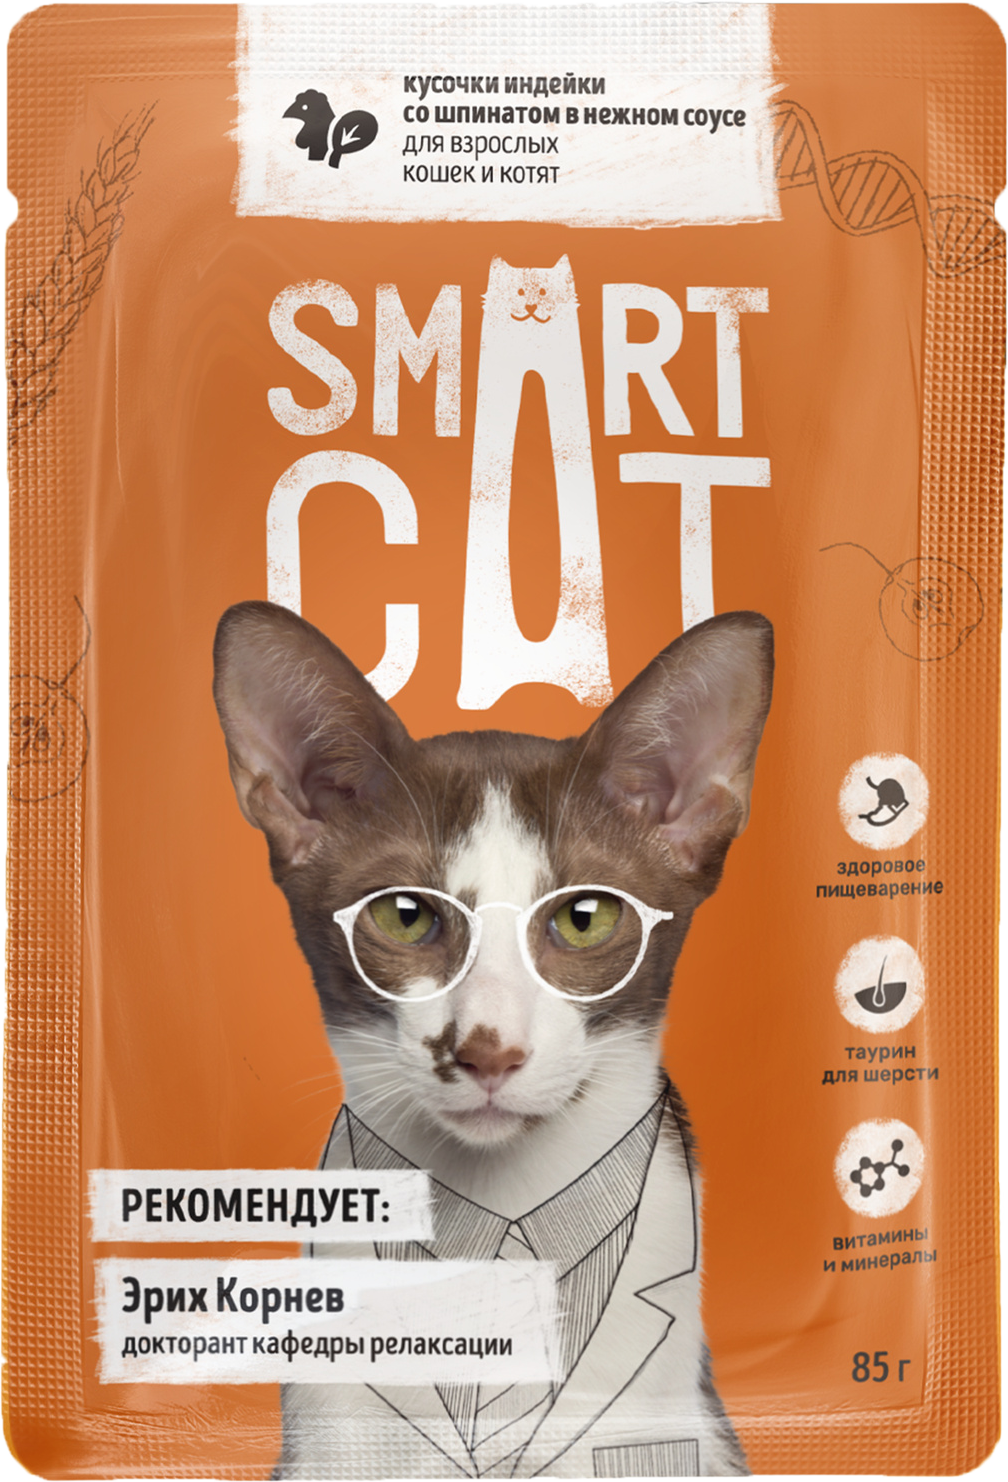 кусочки индейки
со шпинатом в нежном соусе
для взрослых
кошек и котят
SMART
CAT
здоровое
пищеварение
таурин
для шерсти
витамины
и минералы
РЕКОМЕНДУЕТ:
Эрих Корнев
докторант кафедры релаксации
85 г